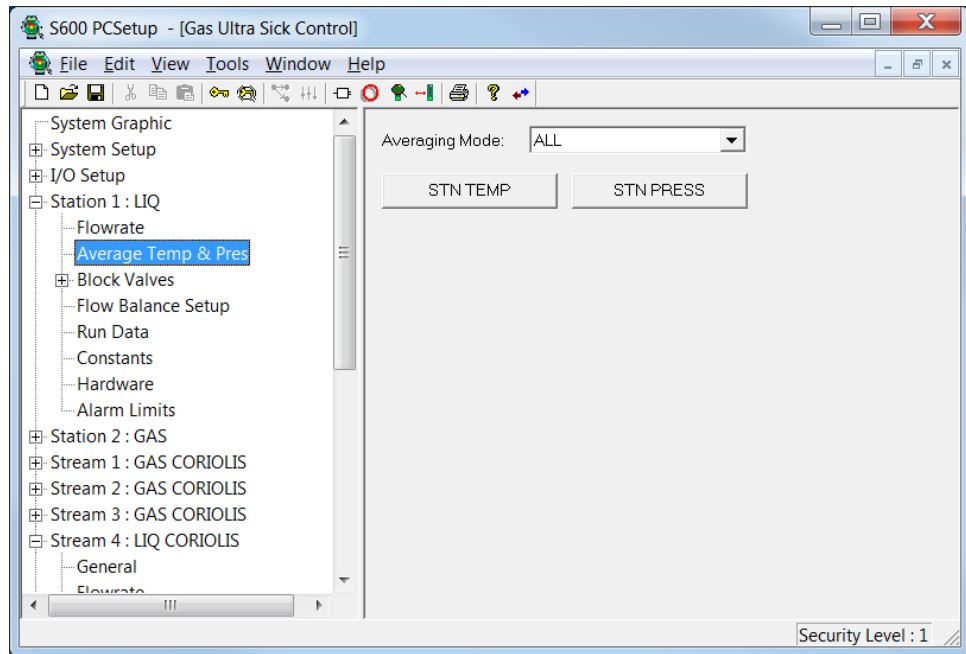 S600 PCSetup - [Gas Ultra Sick Control]
File Edit View Tools Window Help
System Graphic
System Setup
I/O Setup
Station 1 : LIQ
Flowrate
Average Temp & Pres
Block Valves
Flow Balance Setup
Run Data
Constants
Hardware
Alarm Limits
Station 2 : GAS
Stream 1 : GAS CORIOLIS
Stream 2 : GAS CORIOLIS
Stream 3 : GAS CORIOLIS
Stream 4 : LIQ CORIOLIS
General
Flowrate
Averaging Mode: ALL
STN TEMP STN PRESS
Security Level : 1